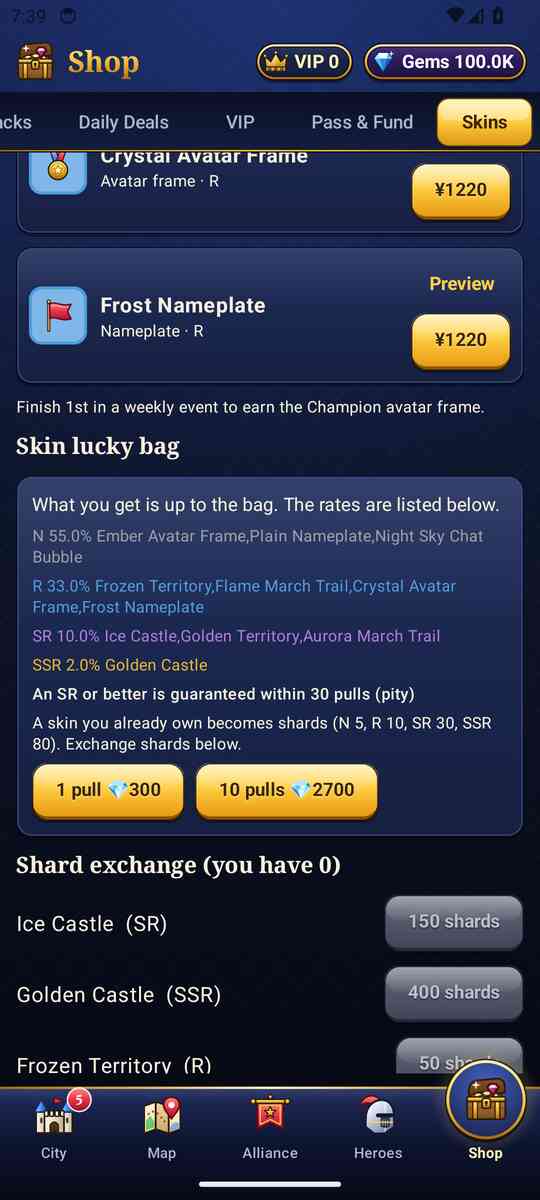 7:39
Shop
VIP 0
Gems 100.0K
cks
Daily Deals
VIP
Pass & Fund
Skins
Crystal Avatar Frame
Avatar frame · R
¥1220
Preview
Frost Nameplate
Nameplate · R
¥1220
Finish 1st in a weekly event to earn the Champion avatar frame.
Skin lucky bag
What you get is up to the bag. The rates are listed below.
N 55.0% Ember Avatar Frame,Plain Nameplate,Night Sky Chat
Bubble
R 33.0% Frozen Territory,Flame March Trail,Crystal Avatar
Frame,Frost Nameplate
SR 10.0% Ice Castle,Golden Territory,Aurora March Trail
SSR 2.0% Golden Castle
An SR or better is guaranteed within 30 pulls (pity)
A skin you already own becomes shards (N 5, R 10, SR 30, SSR
80). Exchange shards below.
1 pull 💎300
10 pulls 💎2700
Shard exchange (you have 0)
Ice Castle (SR)
150 shards
Golden Castle (SSR)
400 shards
Frozen Territory (R)
50 sh
5
City
Map
Alliance
Heroes
Shop